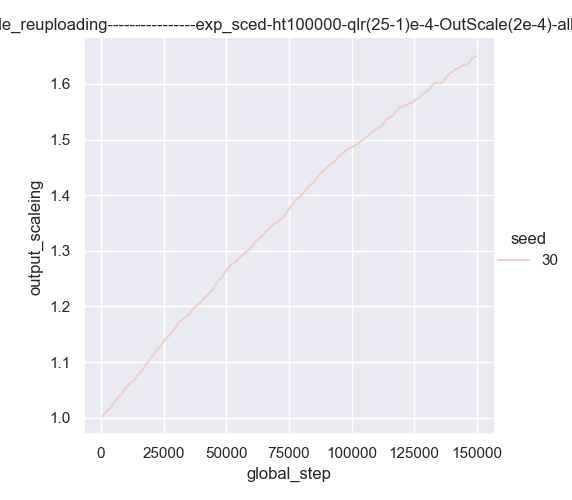 le_reuploading----------------exp_sced-ht100000-qlr(25-1)e-4-OutScale(2e-4)-all
1.6
1.5
1.4
1.3
1.2
1.1
1.0
output_scaleing
0 25000 50000 75000 100000 125000 150000
global_step
seed
30